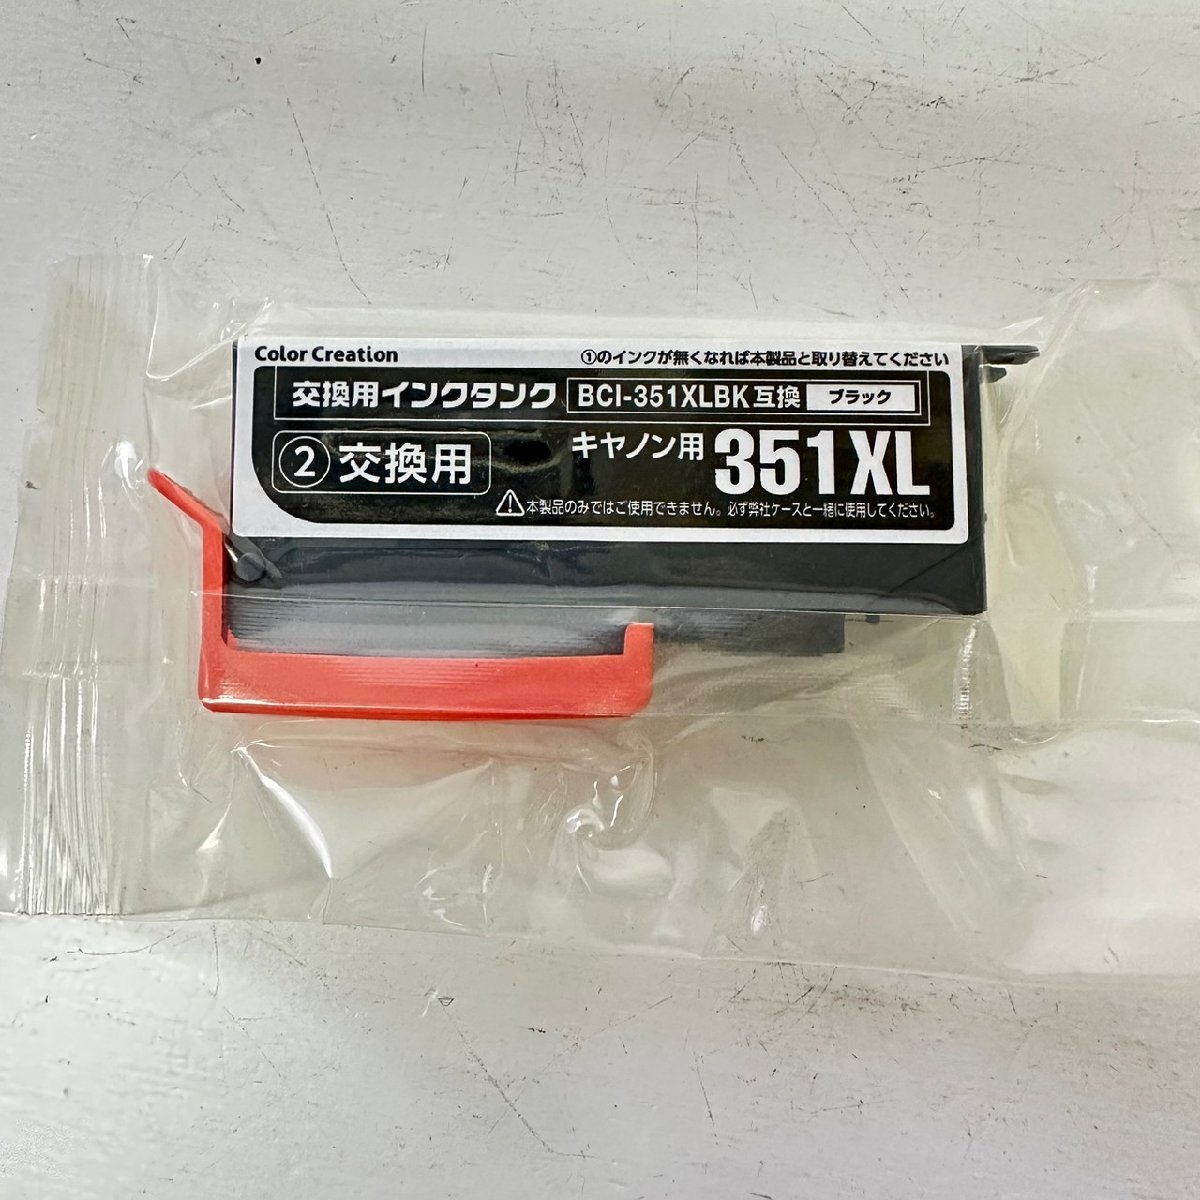 Color Creation
①のインクが無くなれば本製品と取り替えてください
交換用インクタンク BCI-351XLBK互換 ブラック
②交換用 キヤノン用 351XL
⚠本製品のみではご使用できません。必ず弊社ケースと一緒に使用してください。